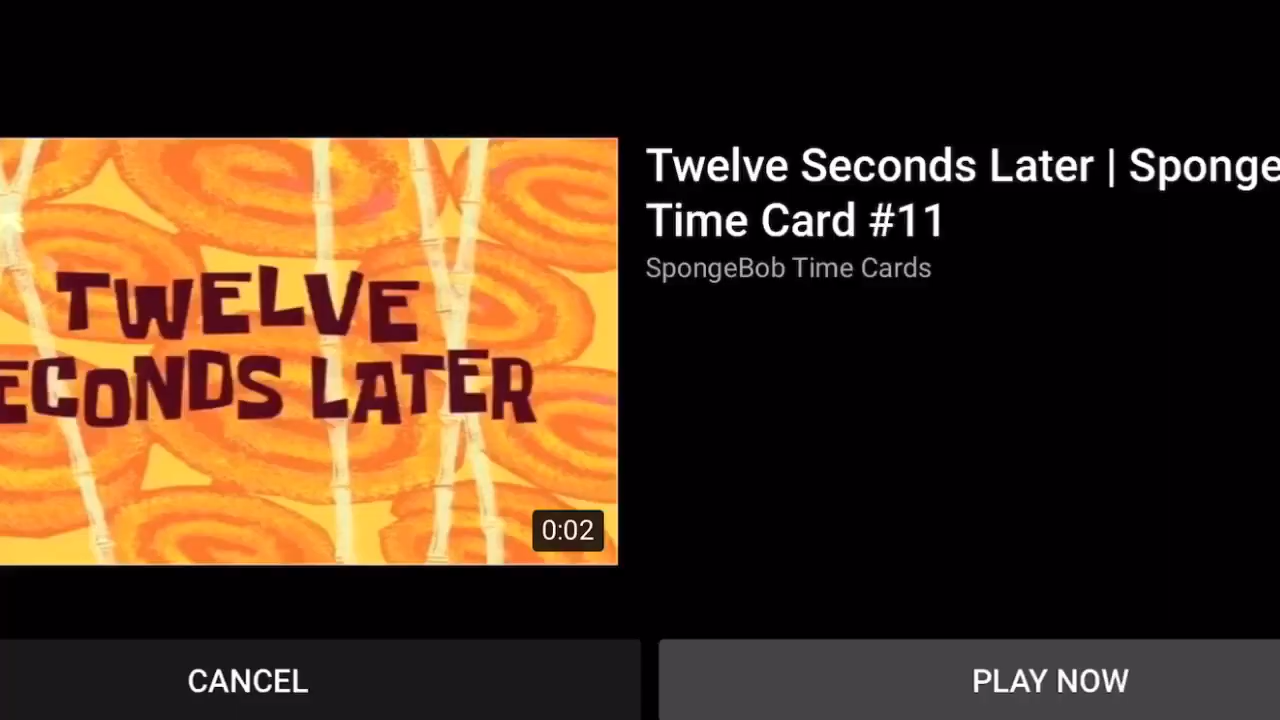 TWELVE
ECONDS LATER
0:02
Twelve Seconds Later | Sponge
Time Card #11
SpongeBob Time Cards
CANCEL
PLAY NOW